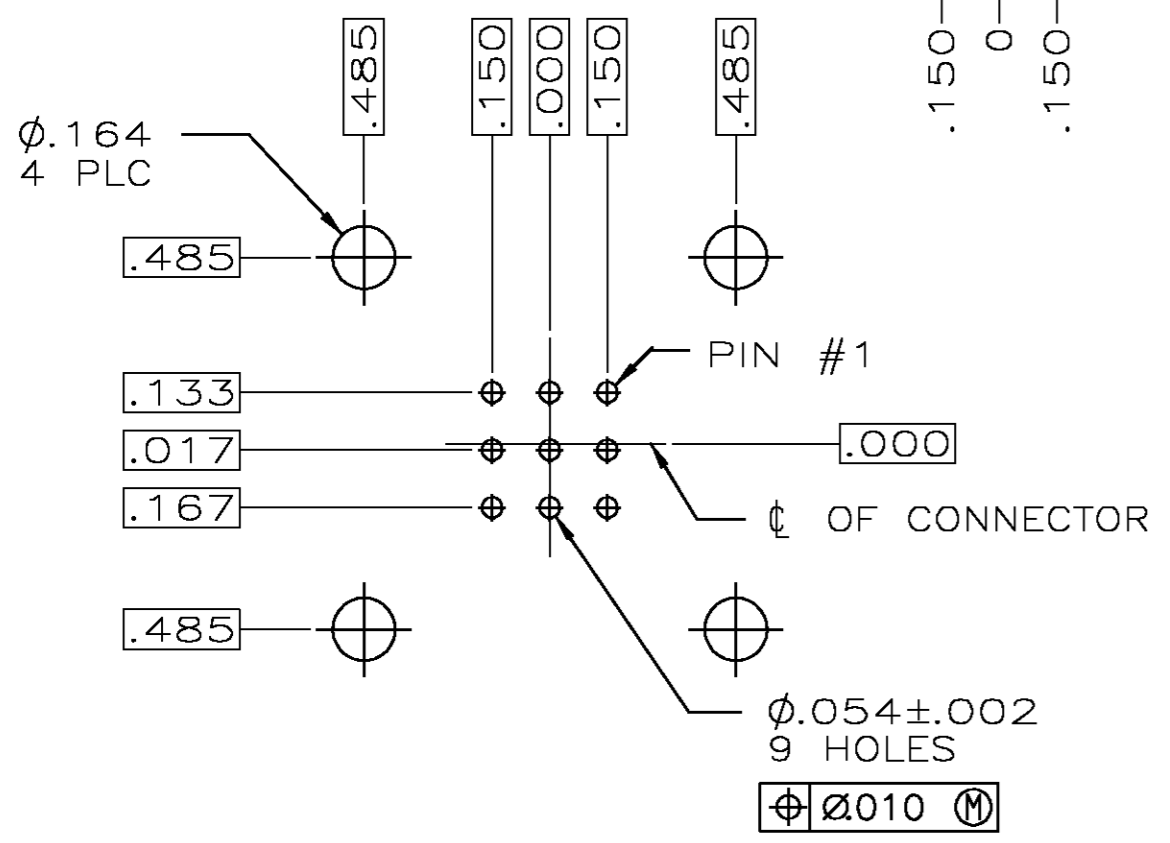 .485
.150
.000
.150
.485
.150
0
.150
Ø.164
4 PLC
.485
PIN #1
.133
.017
.000
.167
℄ OF CONNECTOR
.485
Ø.054±.002
9 HOLES
⌖ Ø.010 Ⓜ